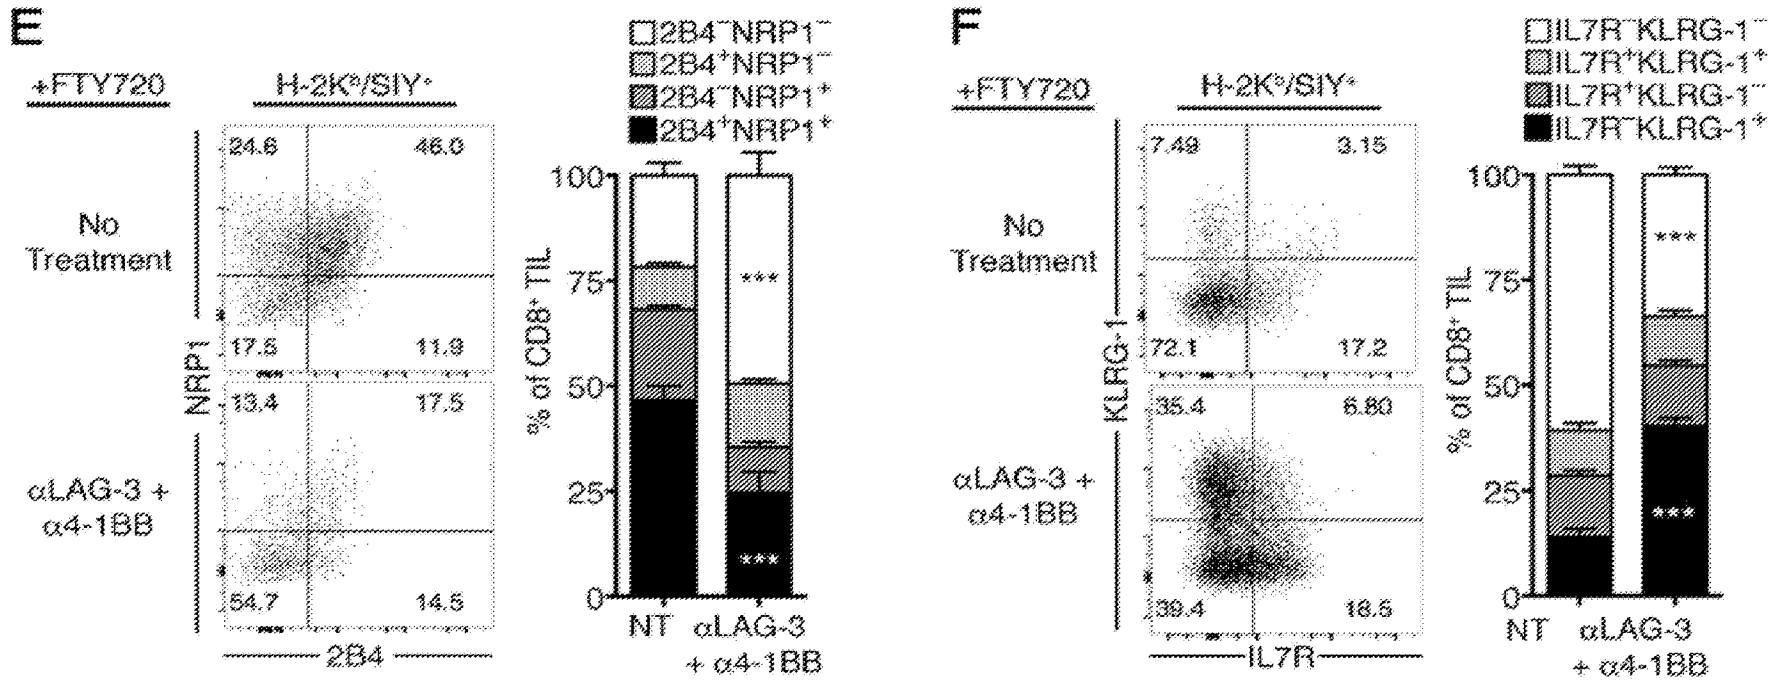 E
+FTY720
H-2Kᵇ/SIY⁺
2B4⁻NRP1⁻
2B4⁺NRP1⁻
2B4⁻NRP1⁺
2B4⁺NRP1⁺
No
Treatment
αLAG-3 +
α4-1BB
NRP1
24.6 46.0
17.5 11.9
13.4 17.5
54.7 14.5
2B4
% of CD8⁺ TIL
100
75
50
25
0
***
***
NT αLAG-3
+ α4-1BB
F
+FTY720
H-2Kᵇ/SIY⁺
IL7R⁻KLRG-1⁻
IL7R⁺KLRG-1⁺
IL7R⁺KLRG-1⁻
IL7R⁻KLRG-1⁺
No
Treatment
αLAG-3 +
α4-1BB
KLRG-1
7.49 3.15
72.1 17.2
35.4 6.80
39.4 18.5
IL7R
% of CD8⁺ TIL
100
75
50
25
0
***
***
NT αLAG-3
+ α4-1BB